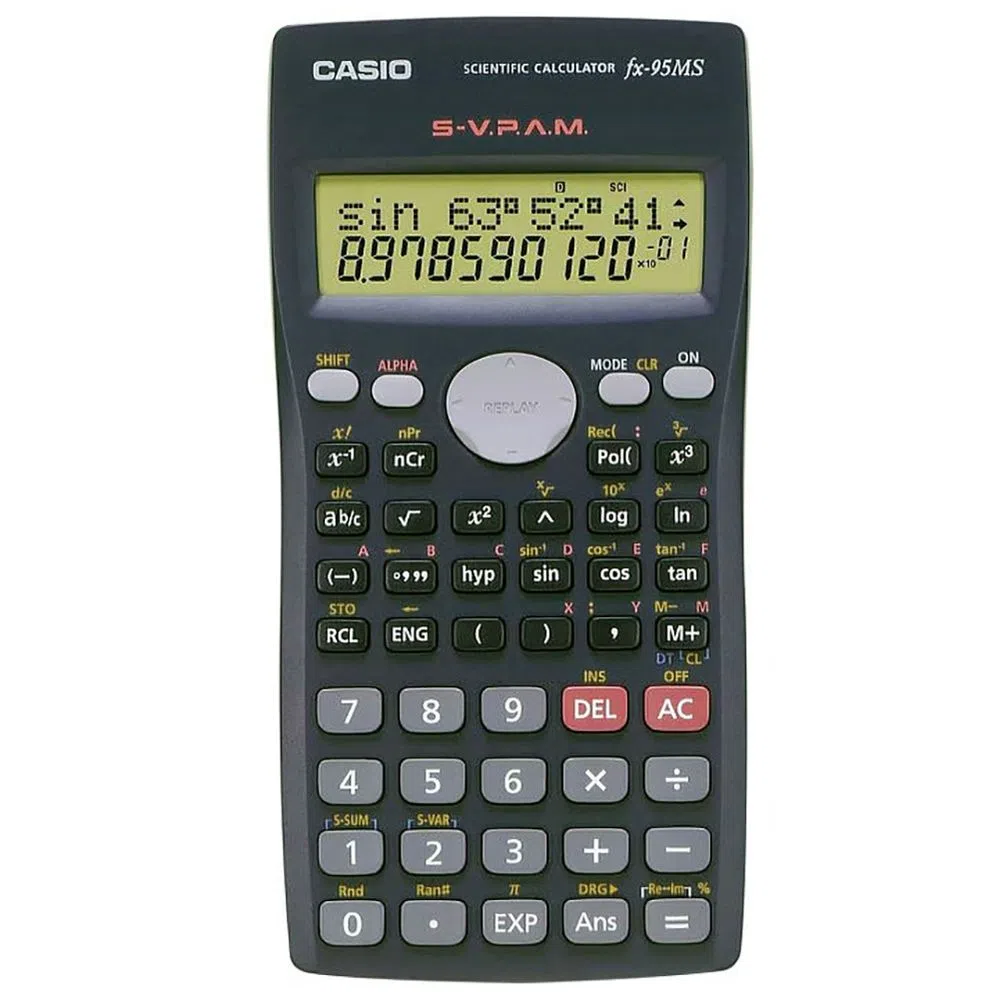 CASIO SCIENTIFIC CALCULATOR fx-95MS
S-V.P.A.M.
D SCI
sin 63°52°41
8.978590120×10-01
SHIFT ALPHA MODE CLR ON
REPLAY
x! nPr Rec( : ³√
x-1 nCr Pol( x³
d/c x√ 10x ex e
a b/c √ x² ^ log ln
A ← B C sin-1 D cos-1 E tan-1 F
(−) °,,, hyp sin cos tan
STO ← X ; Y M− M
RCL ENG ( ) , M+
DT CL
INS OFF
7 8 9 DEL AC
4 5 6 × ÷
S-SUM S-VAR
1 2 3 + −
Rnd Ran# π DRG▶ Re↔Im %
0 . EXP Ans =